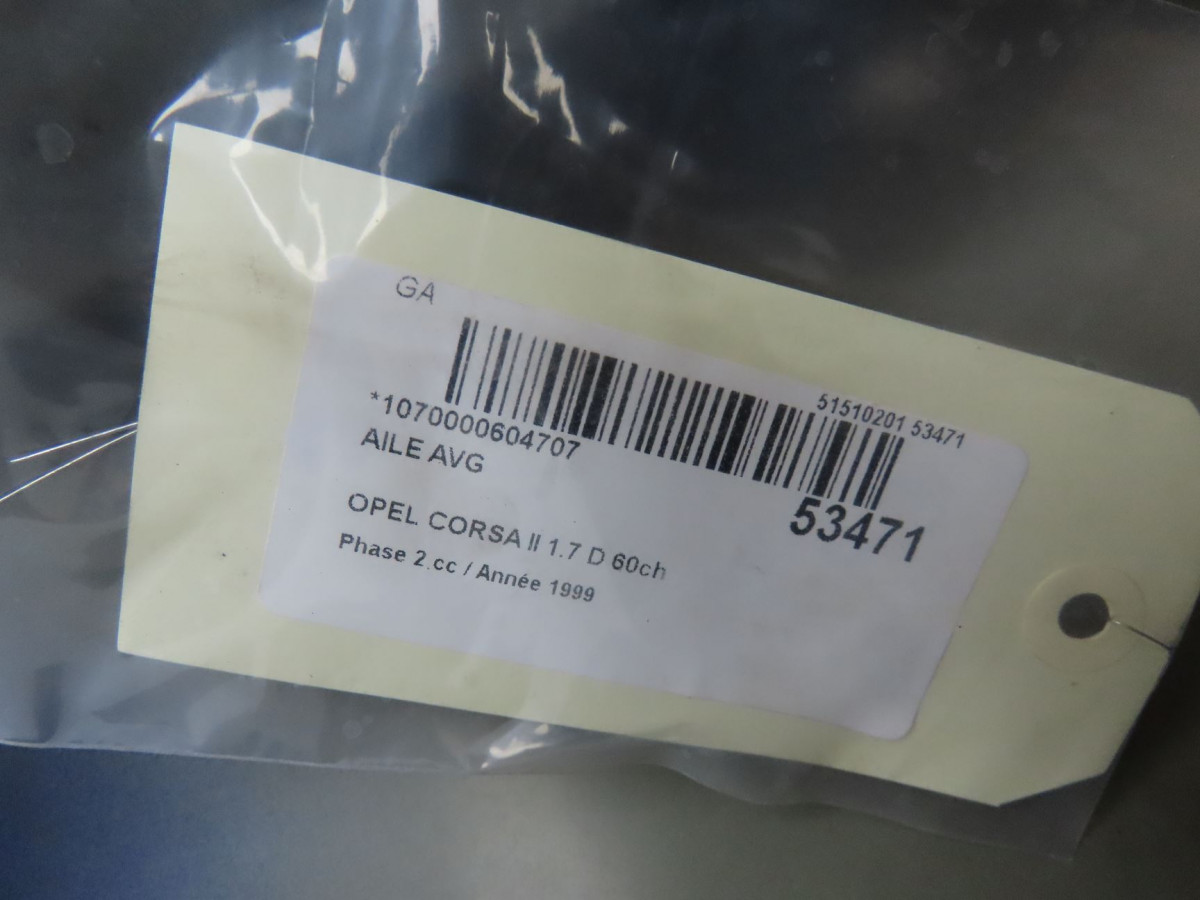 GA
51510201 53471
*1070000604707
53471
AILE AVG
OPEL CORSA II 1.7 D 60ch
Phase 2.cc / Année 1999